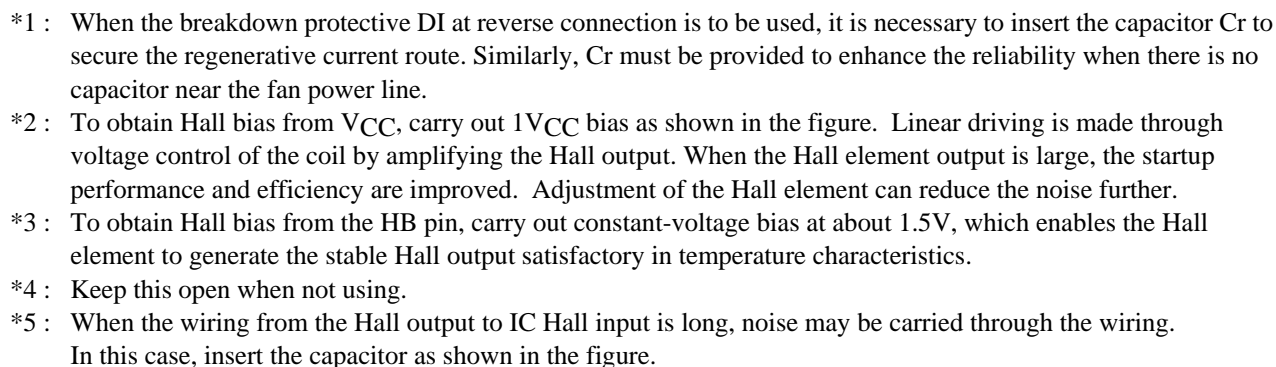 *1 : When the breakdown protective DI at reverse connection is to be used, it is necessary to insert the capacitor Cr to
secure the regenerative current route. Similarly, Cr must be provided to enhance the reliability when there is no
capacitor near the fan power line.
*2 : To obtain Hall bias from VCC, carry out 1VCC bias as shown in the figure. Linear driving is made through
voltage control of the coil by amplifying the Hall output. When the Hall element output is large, the startup
performance and efficiency are improved. Adjustment of the Hall element can reduce the noise further.
*3 : To obtain Hall bias from the HB pin, carry out constant-voltage bias at about 1.5V, which enables the Hall
element to generate the stable Hall output satisfactory in temperature characteristics.
*4 : Keep this open when not using.
*5 : When the wiring from the Hall output to IC Hall input is long, noise may be carried through the wiring.
In this case, insert the capacitor as shown in the figure.